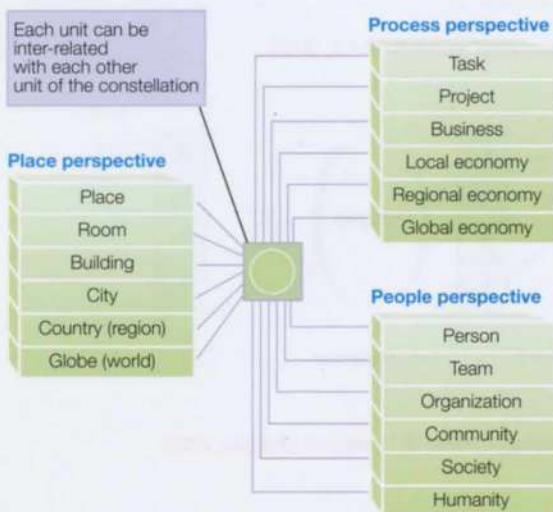 Each unit can be
inter-related
with each other
unit of the constellation
Place perspective
Place
Room
Building
City
Country (region)
Globe (world)
Process perspective
Task
Project
Business
Local economy
Regional economy
Global economy
People perspective
Person
Team
Organization
Community
Society
Humanity